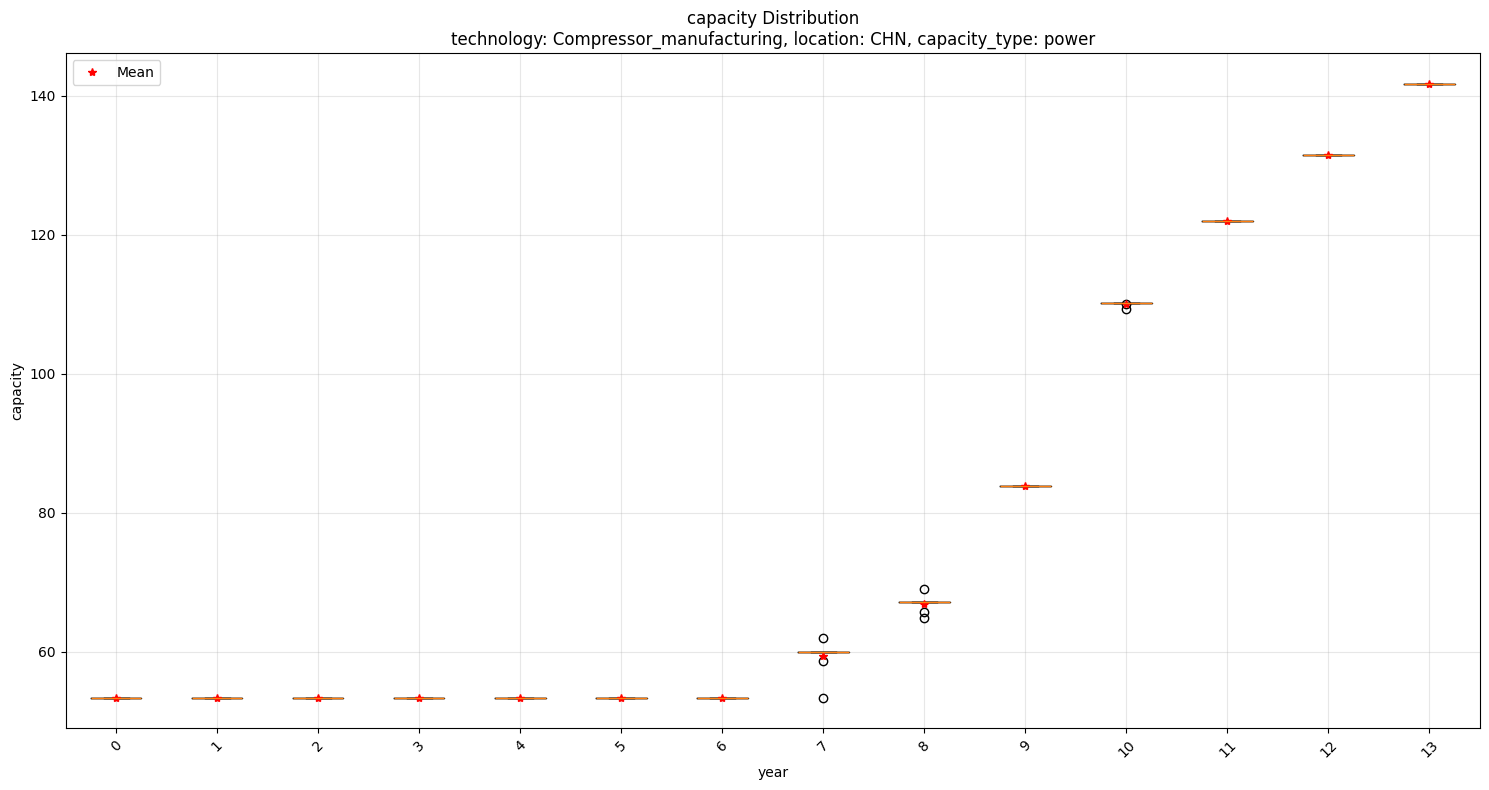 capacity Distribution
technology: Compressor_manufacturing, location: CHN, capacity_type: power
Mean
140
120
100
80
60
capacity
0 1 2 3 4 5 6 7 8 9 10 11 12 13
year